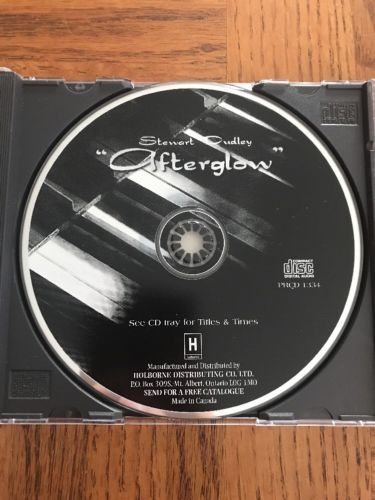 Stewart Dudley
"Afterglow"
COMPACT
disc
DIGITAL AUDIO
PRCD 1334
See CD tray for Titles & Times
H
Manufactured and Distributed by
HOLBORNE DISTRIBUTING CO. LTD.
P.O. Box 309S, Mt. Albert, Ontario L0G 1M0
SEND FOR A FREE CATALOGUE
Made in Canada